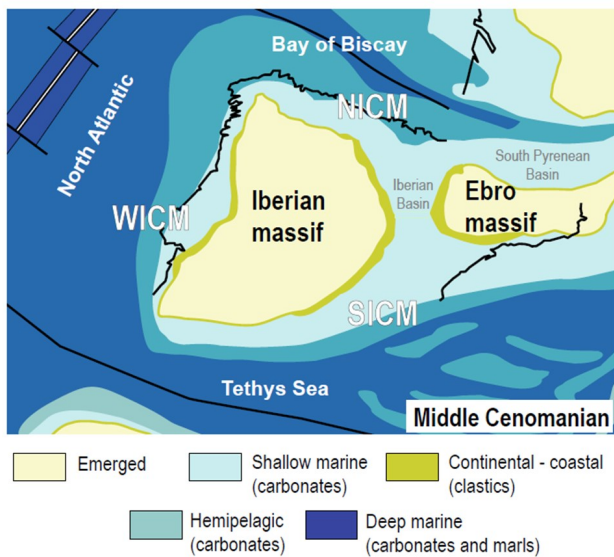 Bay of Biscay
North Atlantic
NICM
South Pyrenean
Basin
Iberian
Basin
Ebro
massif
Iberian
massif
WICM
SICM
Tethys Sea
Middle Cenomanian
Emerged
Shallow marine
(carbonates)
Continental - coastal
(clastics)
Hemipelagic
(carbonates)
Deep marine
(carbonates and marls)